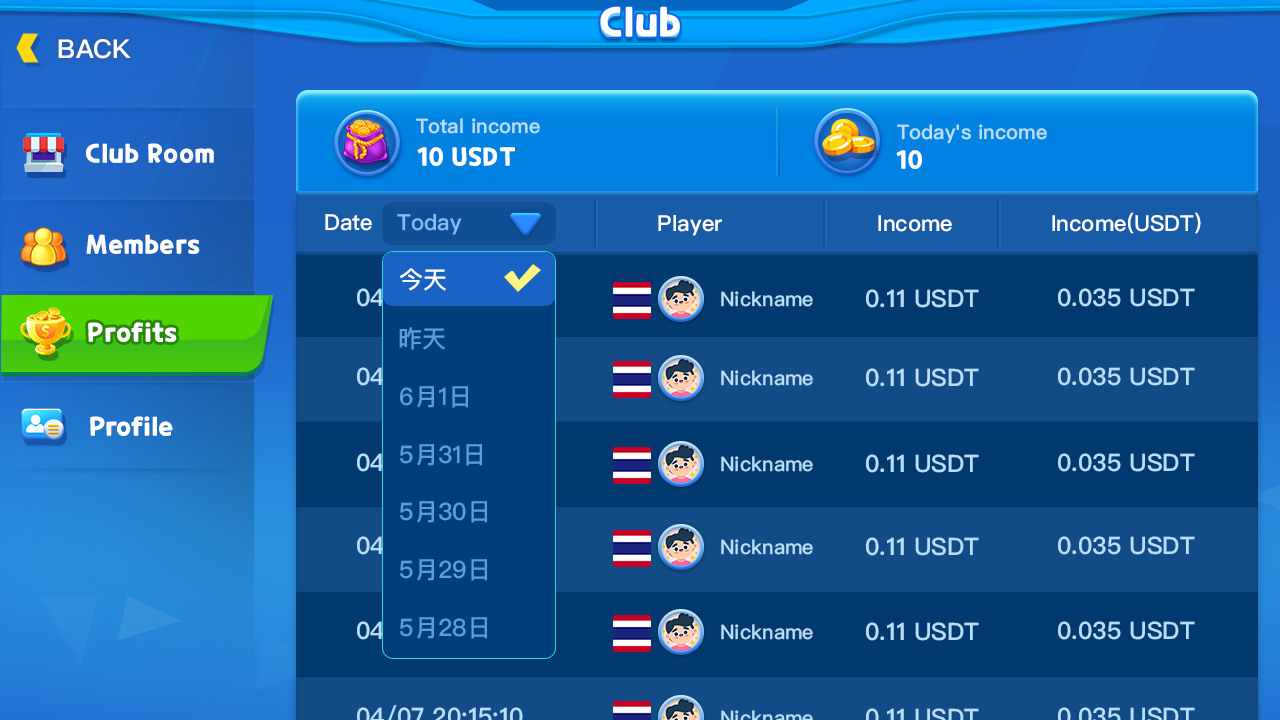 Club
BACK
Club Room
Members
Profits
Profile
Total income
10 USDT
Today's income
10
Date Today Player Income Income(USDT)
今天
昨天
6月1日
5月31日
5月30日
5月29日
5月28日
04 Nickname 0.11 USDT 0.035 USDT
04 Nickname 0.11 USDT 0.035 USDT
04 Nickname 0.11 USDT 0.035 USDT
04 Nickname 0.11 USDT 0.035 USDT
04 Nickname 0.11 USDT 0.035 USDT
04/07 20:15:10 Nickname 0.11 USDT 0.035 USDT